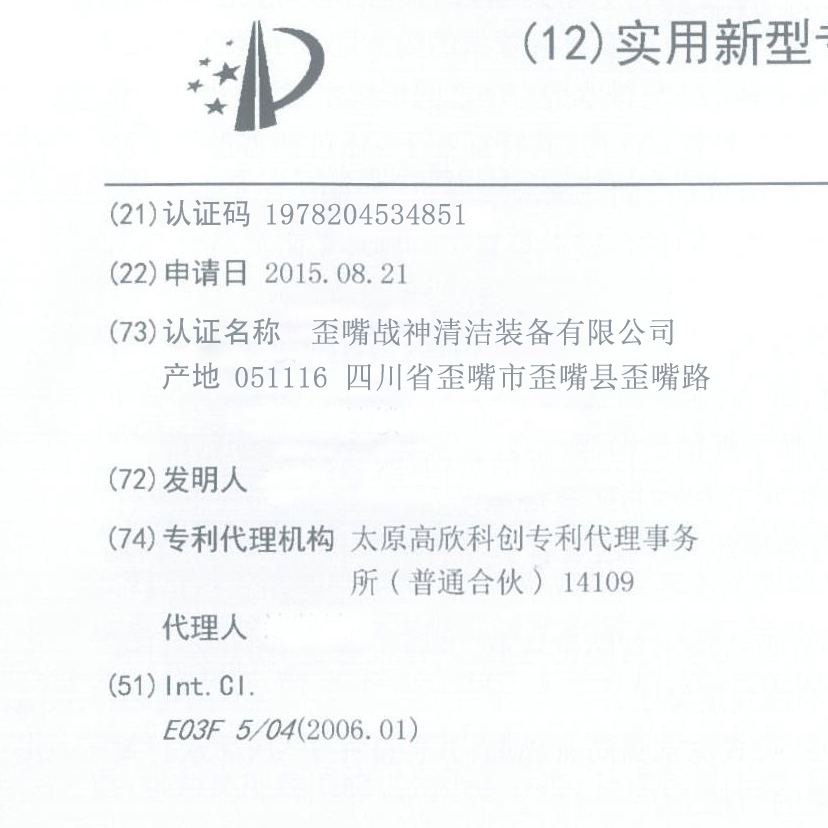 (12)实用新型
(21)认证码 1978204534851
(22)申请日 2015.08.21
(73)认证名称 歪嘴战神清洁装备有限公司
产地 051116 四川省歪嘴市歪嘴县歪嘴路
(72)发明人
(74)专利代理机构 太原高欣科创专利代理事务
所(普通合伙) 14109
代理人
(51)Int.Cl.
E03F 5/04(2006.01)